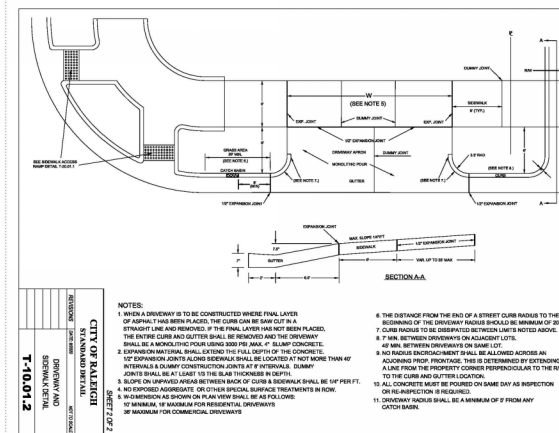 DUMMY JOINT
R/W
A
W
(SEE NOTE 5)
SIDEWALK
5' (TYP.)
EXP. JOINT
DUMMY JOINT
EXP. JOINT
1/2" EXPANSION JOINT
GRASS AREA
(SEE NOTE 6)
DRIVEWAY APRON
DUMMY JOINT
SEE SIDEWALK ACCESS
RAMP DETAIL T-20.01.1
MONOLITHIC POUR
CATCH BASIN
(SEE NOTE 7)
GUTTER
(SEE NOTE 7)
(SEE NOTE 6)
CURB
1/2" EXPANSION JOINT
1/2" EXPANSION JOINT
A
EXPANSION JOINT
MAX. SLOPE 1/4"/FT
1/2" EXPANSION JOINT
7.5"
7"
GUTTER
SIDEWALK
VAR. UP TO 35' MAX
SECTION A-A
NOTES:
1. WHEN A DRIVEWAY IS TO BE CONSTRUCTED WHERE FINAL LAYER
OF ASPHALT HAS BEEN PLACED, THE CURB CAN BE SAW CUT IN A
STRAIGHT LINE AND REMOVED. IF THE FINAL LAYER HAS NOT BEEN PLACED,
THE ENTIRE CURB AND GUTTER SHALL BE REMOVED AND THE DRIVEWAY
SHALL BE A MONOLITHIC POUR USING 3000 PSI ,MAX. 4" SLUMP CONCRETE.
2. EXPANSION MATERIAL SHALL EXTEND THE FULL DEPTH OF THE CONCRETE.
1/2" EXPANSION JOINTS ALONG SIDEWALK SHALL BE LOCATED AT NOT MORE THAN 40'
INTERVALS & DUMMY CONSTRUCTION JOINTS AT 5' INTERVALS. DUMMY
JOINTS SHALL BE AT LEAST 1/3 THE SLAB THICKNESS IN DEPTH.
3. SLOPE ON UNPAVED AREAS BETWEEN BACK OF CURB & SIDEWALK SHALL BE 1/4" PER FT.
4. NO EXPOSED AGGREGATE OR OTHER SPECIAL SURFACE TREATMENTS IN ROW.
5. W-DIMENSION AS SHOWN ON PLAN VIEW SHALL BE AS FOLLOWS:
10' MINIMUM, 18' MAXIMUM FOR RESIDENTIAL DRIVEWAYS
36' MAXIMUM FOR COMMERCIAL DRIVEWAYS
6. THE DISTANCE FROM THE END OF A STREET CURB RADIUS TO THE
BEGINNING OF THE DRIVEWAY RADIUS SHOULD BE MINIMUM OF 20
7. CURB RADIUS TO BE DISSIPATED BETWEEN LIMITS NOTED ABOVE.
8. 7' MIN. BETWEEN DRIVEWAYS ON ADJACENT LOTS.
45' MIN. BETWEEN DRIVEWAYS ON SAME LOT.
9. NO RADIUS ENCROACHMENT SHALL BE ALLOWED ACROSS AN
ADJOINING PROP. FRONTAGE. THIS IS DETERMINED BY EXTENDING
A LINE FROM THE PROPERTY CORNER PERPENDICULAR TO THE
TO THE CURB AND GUTTER LOCATION.
10. ALL CONCRETE MUST BE POURED ON SAME DAY AS INSPECTION
OR RE-INSPECTION IS REQUIRED.
11. DRIVEWAY RADIUS SHALL BE A MINIMUM OF 5' FROM ANY
CATCH BASIN.
CITY OF RALEIGH
STANDARD DETAIL
REVISIONS
NOT TO SCALE
DRIVEWAY AND
SIDEWALK DETAIL
T-10.01.2
SHEET 2 OF 2